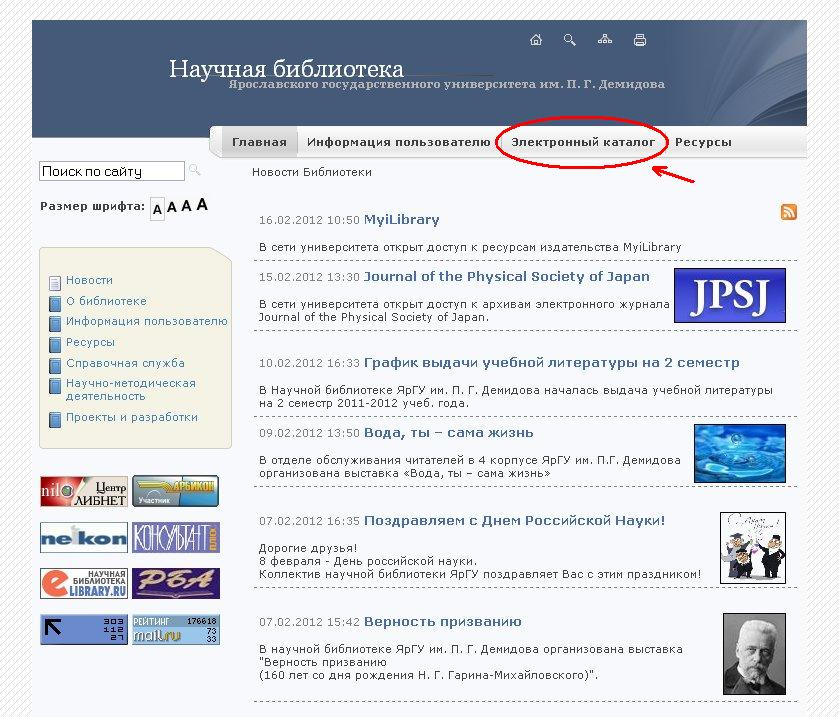 Научная библиотека
Ярославского государственного университета им. П. Г. Демидова
Главная Информация пользователю Электронный каталог Ресурсы
Поиск по сайту
Новости Библиотеки
Размер шрифта: A A A A
16.02.2012 10:50 MyiLibrary
В сети университета открыт доступ к ресурсам издательства MyiLibrary
15.02.2012 13:30 Journal of the Physical Society of Japan
В сети университета открыт доступ к архивам электронного журнала
Journal of the Physical Society of Japan.
JPSJ
Новости
О библиотеке
Информация пользователю
Ресурсы
Справочная служба
Научно-методическая
деятельность
Проекты и разработки
10.02.2012 16:33 График выдачи учебной литературы на 2 семестр
В Научной библиотеке ЯрГУ им. П. Г. Демидова началась выдача учебной литературы
на 2 семестр 2011-2012 учеб. года.
09.02.2012 13:50 Вода, ты – сама жизнь
В отделе обслуживания читателей в 4 корпусе ЯрГУ им. П.Г. Демидова
организована выставка «Вода, ты – сама жизнь»
07.02.2012 16:35 Поздравляем с Днем Российской Науки!
Дорогие друзья!
8 февраля - День российской науки.
Коллектив научной библиотеки ЯрГУ поздравляет Вас с этим праздником!
07.02.2012 15:42 Верность призванию
В научной библиотеке ЯрГУ им. П. Г. Демидова организована выставка
"Верность призванию
(160 лет со дня рождения Н. Г. Гарина-Михайловского)".
nilc Центр
ЛИБНЕТ
АРБИКОН
Участник
neikon
КОНСУЛЬТАНТ ПЛЮС
НАУЧНАЯ
БИБЛИОТЕКА
eLIBRARY.RU
РБА
303
112
27
РЕЙТИНГ 176618
mail.ru 73
33